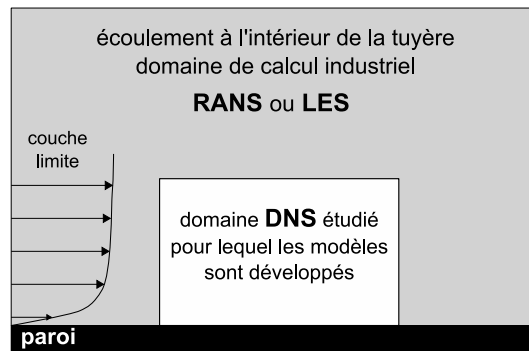 écoulement à l'intérieur de la tuyère
domaine de calcul industriel
RANS ou LES
couche
limite
domaine DNS étudié
pour lequel les modèles
sont développés
paroi